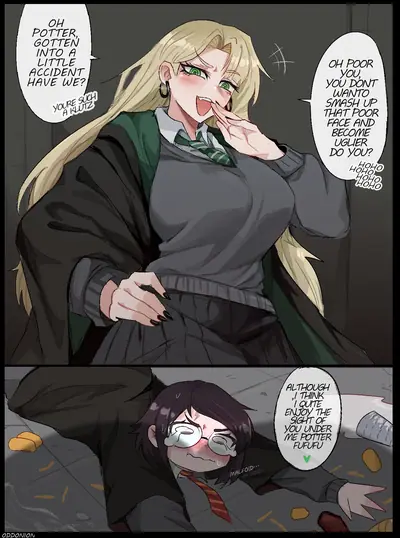 OH
POTTER,
GOTTEN
INTO A
LITTLE
ACCIDENT
HAVE WE?
YOU'RE SUCH
A KLUTZ
OH POOR
YOU,
YOU DONT
WANTO
SMASH UP
THAT POOR
FACE AND
BECOME
UGLIER
DO YOU?
HOHO
HOHO
HOHO
HOHO
ALTHOUGH
,I THINK
I QUITE
ENJOY THE
SIGHT OF
YOU UNDER
ME POTTER
FUFUFU
MALFOID...
ODDONION